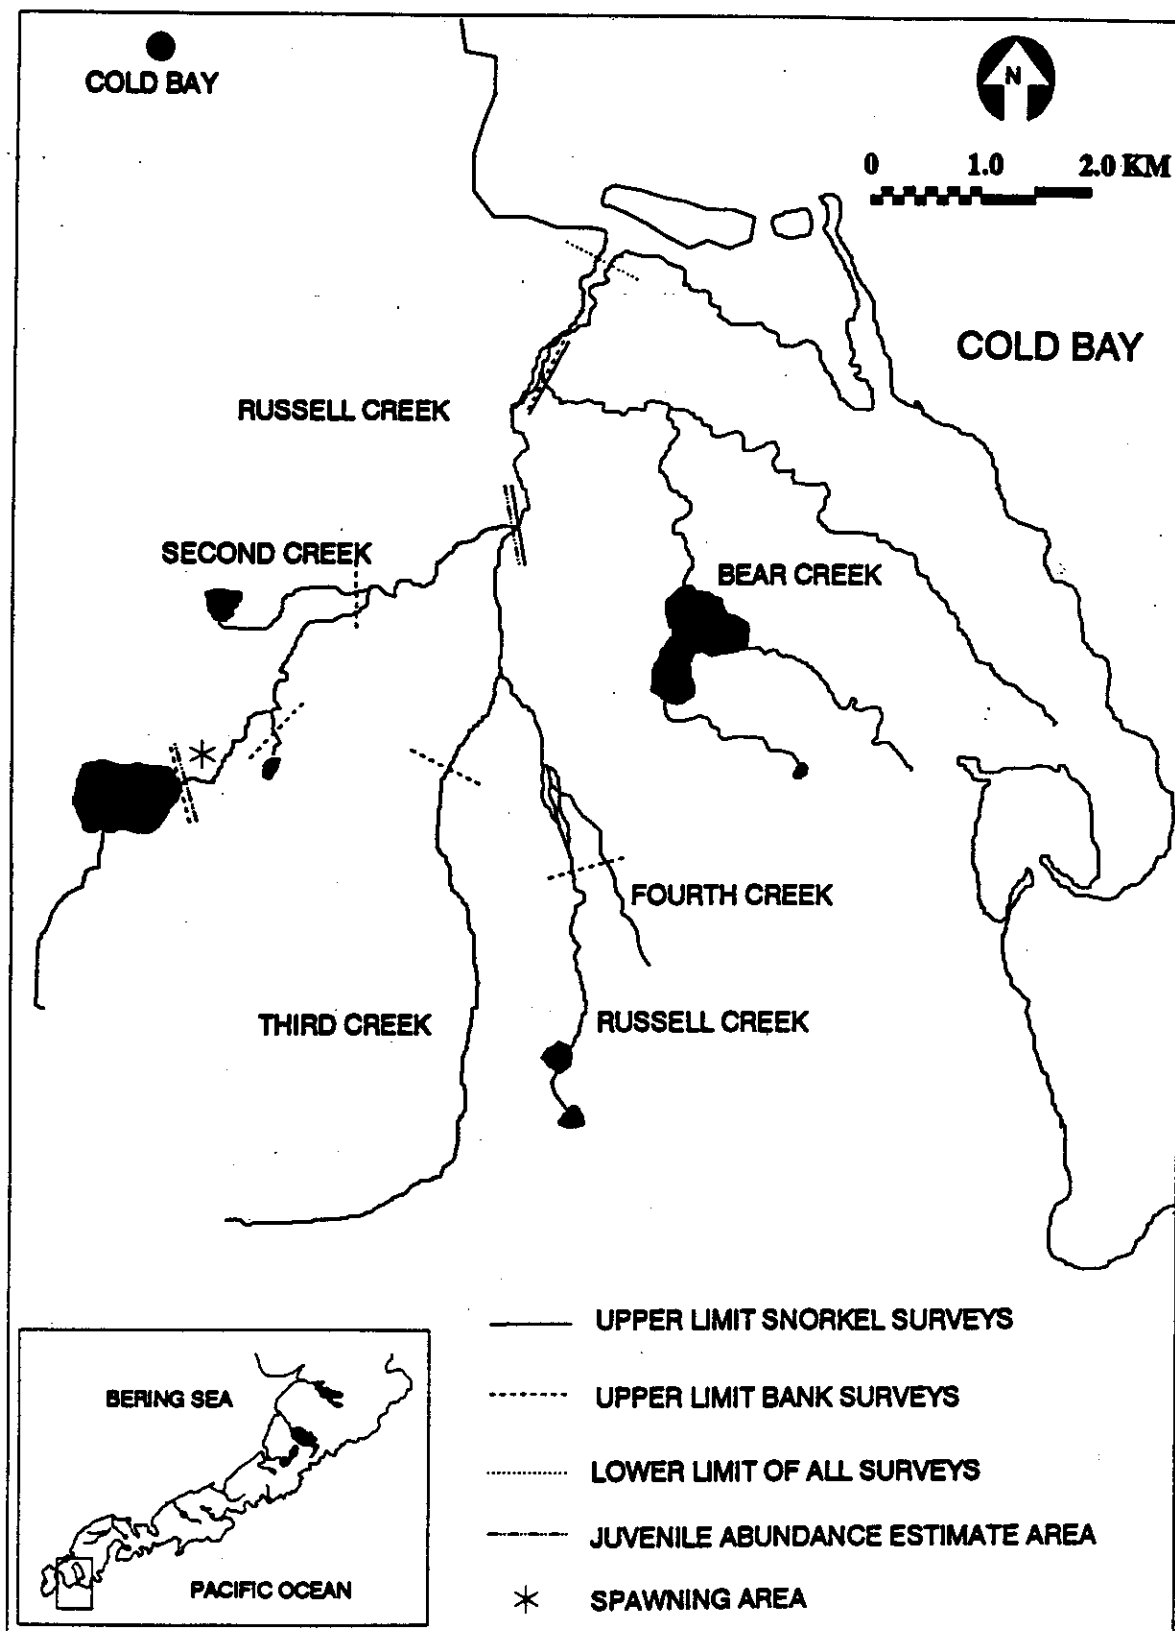 COLD BAY
N
0 1.0 2.0 KM
COLD BAY
RUSSELL CREEK
SECOND CREEK
BEAR CREEK
FOURTH CREEK
THIRD CREEK
RUSSELL CREEK
UPPER LIMIT SNORKEL SURVEYS
BERING SEA
UPPER LIMIT BANK SURVEYS
LOWER LIMIT OF ALL SURVEYS
JUVENILE ABUNDANCE ESTIMATE AREA
PACIFIC OCEAN
SPAWNING AREA